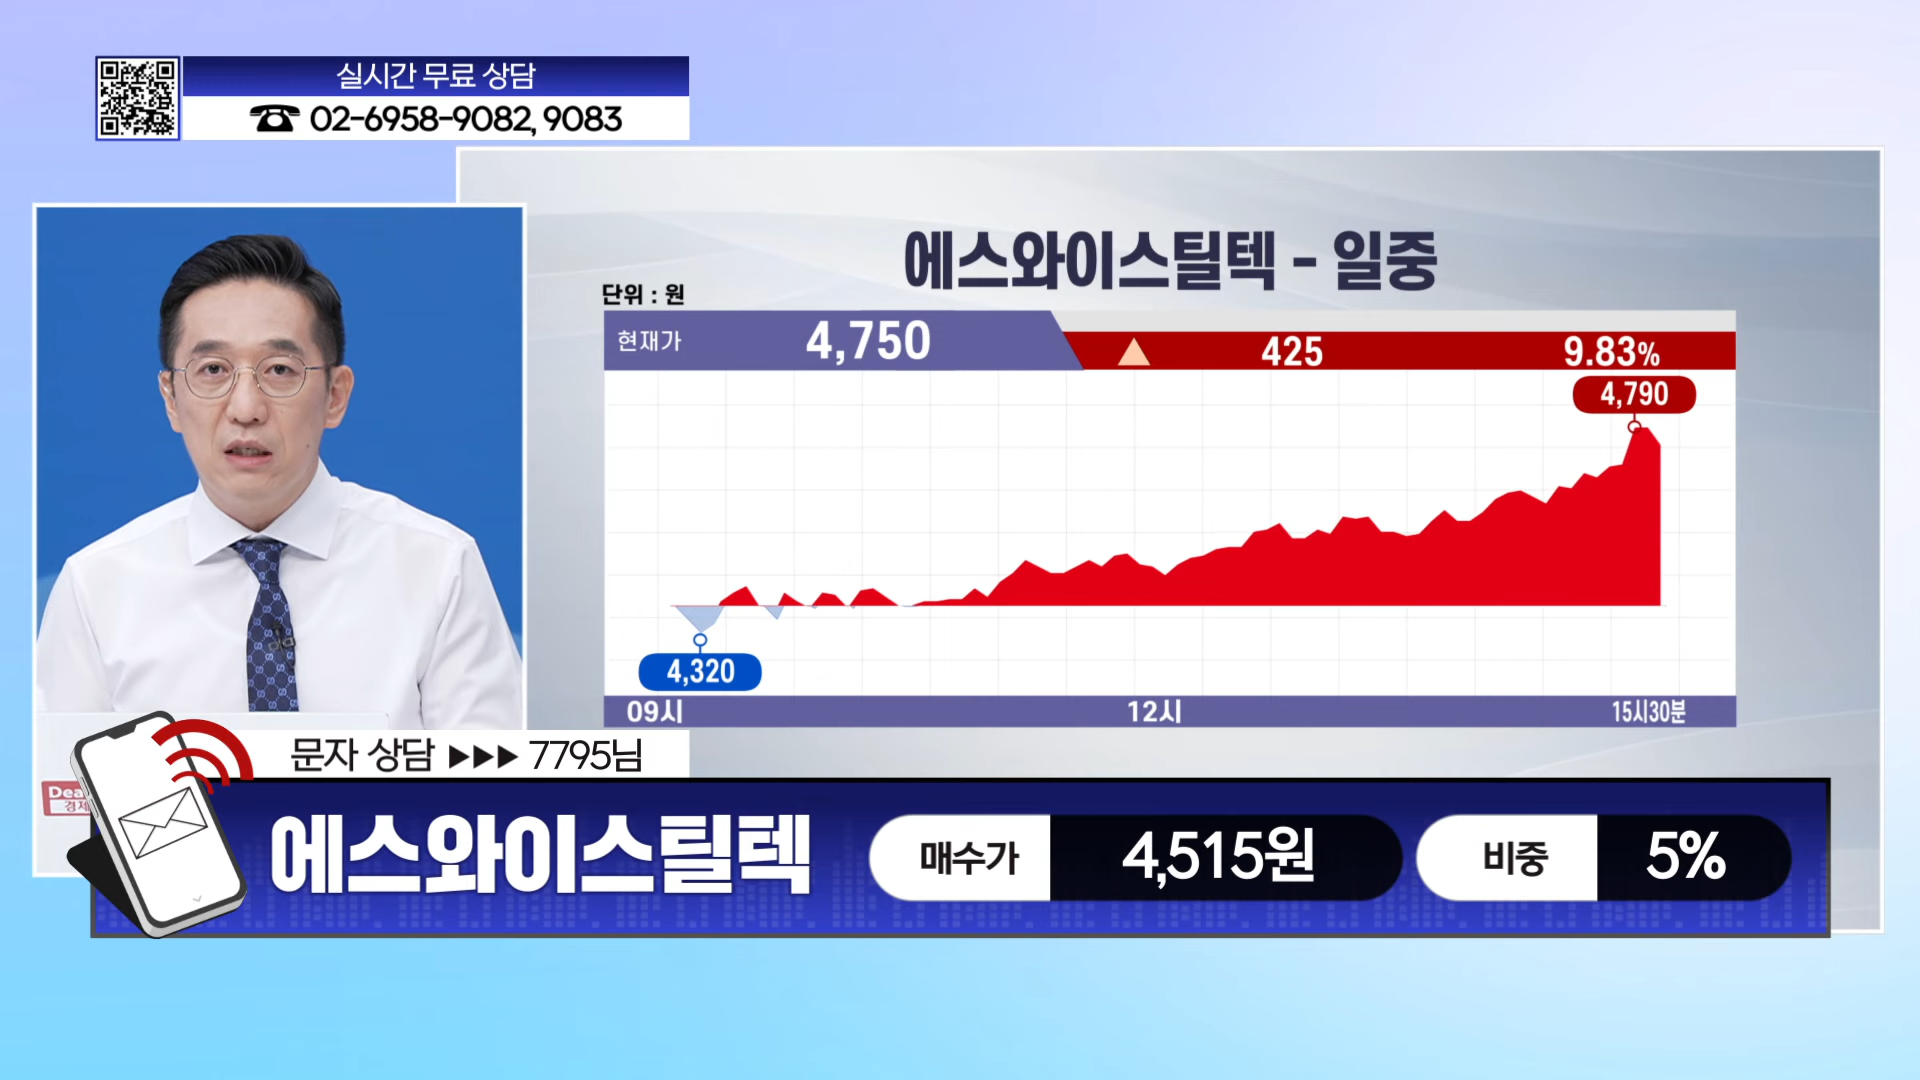 실시간 무료 상담
02-6958-9082, 9083
에스와이스틸텍 - 일중
단위 : 원
현재가 4,750 425 9.83%
4,790
4,320
09시 12시 15시30분
문자 상담 ▶▶▶ 7795님
에스와이스틸텍 매수가 4,515원 비중 5%